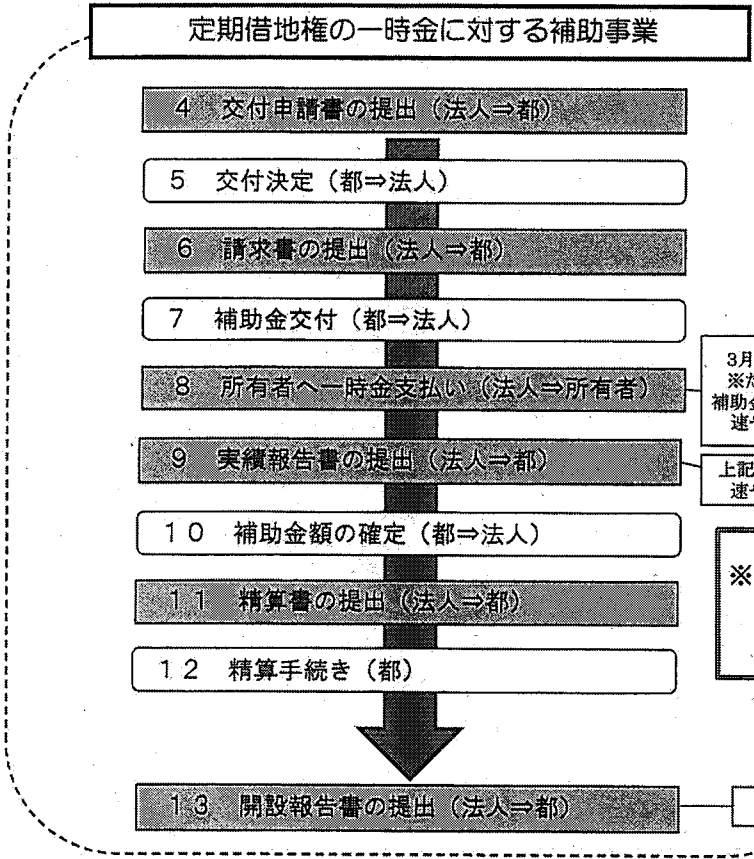 定期借地権の一時金に対する補助事業
4 交付申請書の提出（法人⇒都）
5 交付決定（都⇒法人）
6 請求書の提出（法人⇒都）
7 補助金交付（都⇒法人）
8 所有者へ一時金支払い（法人⇒所有者）
3月
※た
補助金
速や
9 実績報告書の提出（法人⇒都）
上記
速や
10 補助金額の確定（都⇒法人）
※
11 精算書の提出（法人⇒都）
12 精算手続き（都）
13 開設報告書の提出（法人⇒都）